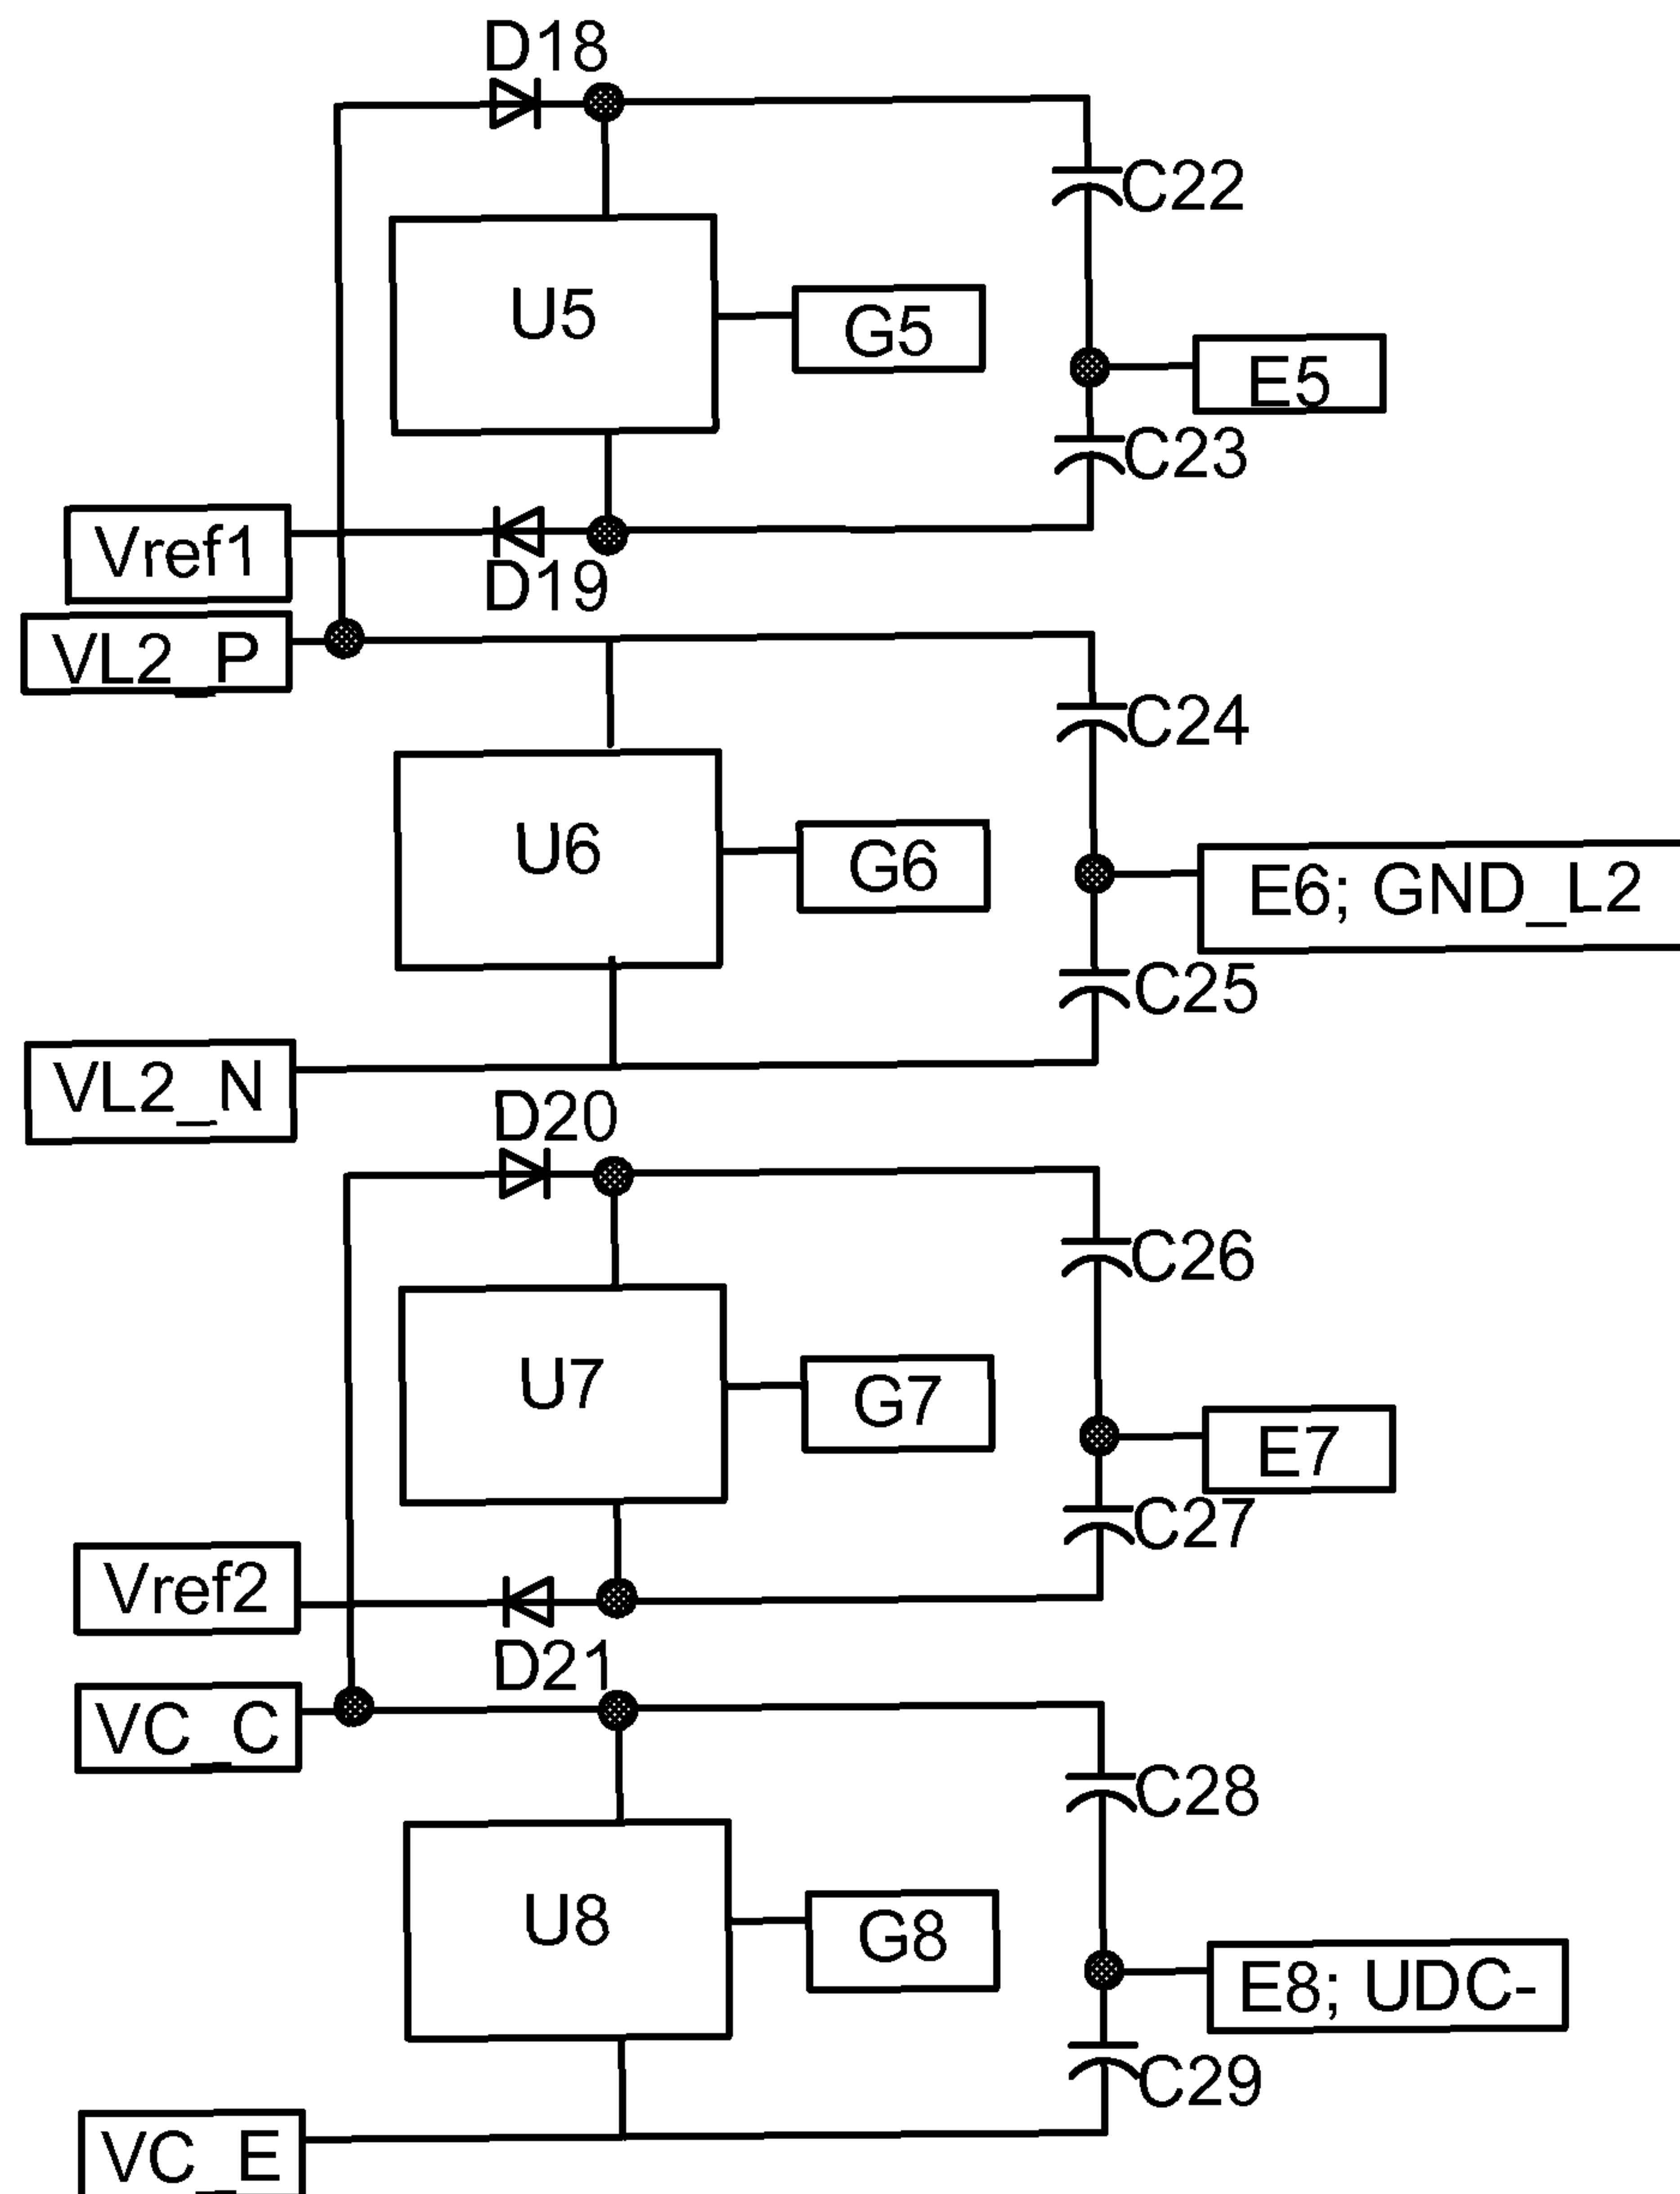 D18
C22
U5
G5
E5
C23
Vref1
D19
VL2_P
C24
U6
G6
E6; GND_L2
C25
VL2_N
D20
C26
U7
G7
E7
C27
Vref2
D21
VC_C
C28
U8
G8
E8; UDC-
C29
VC_E